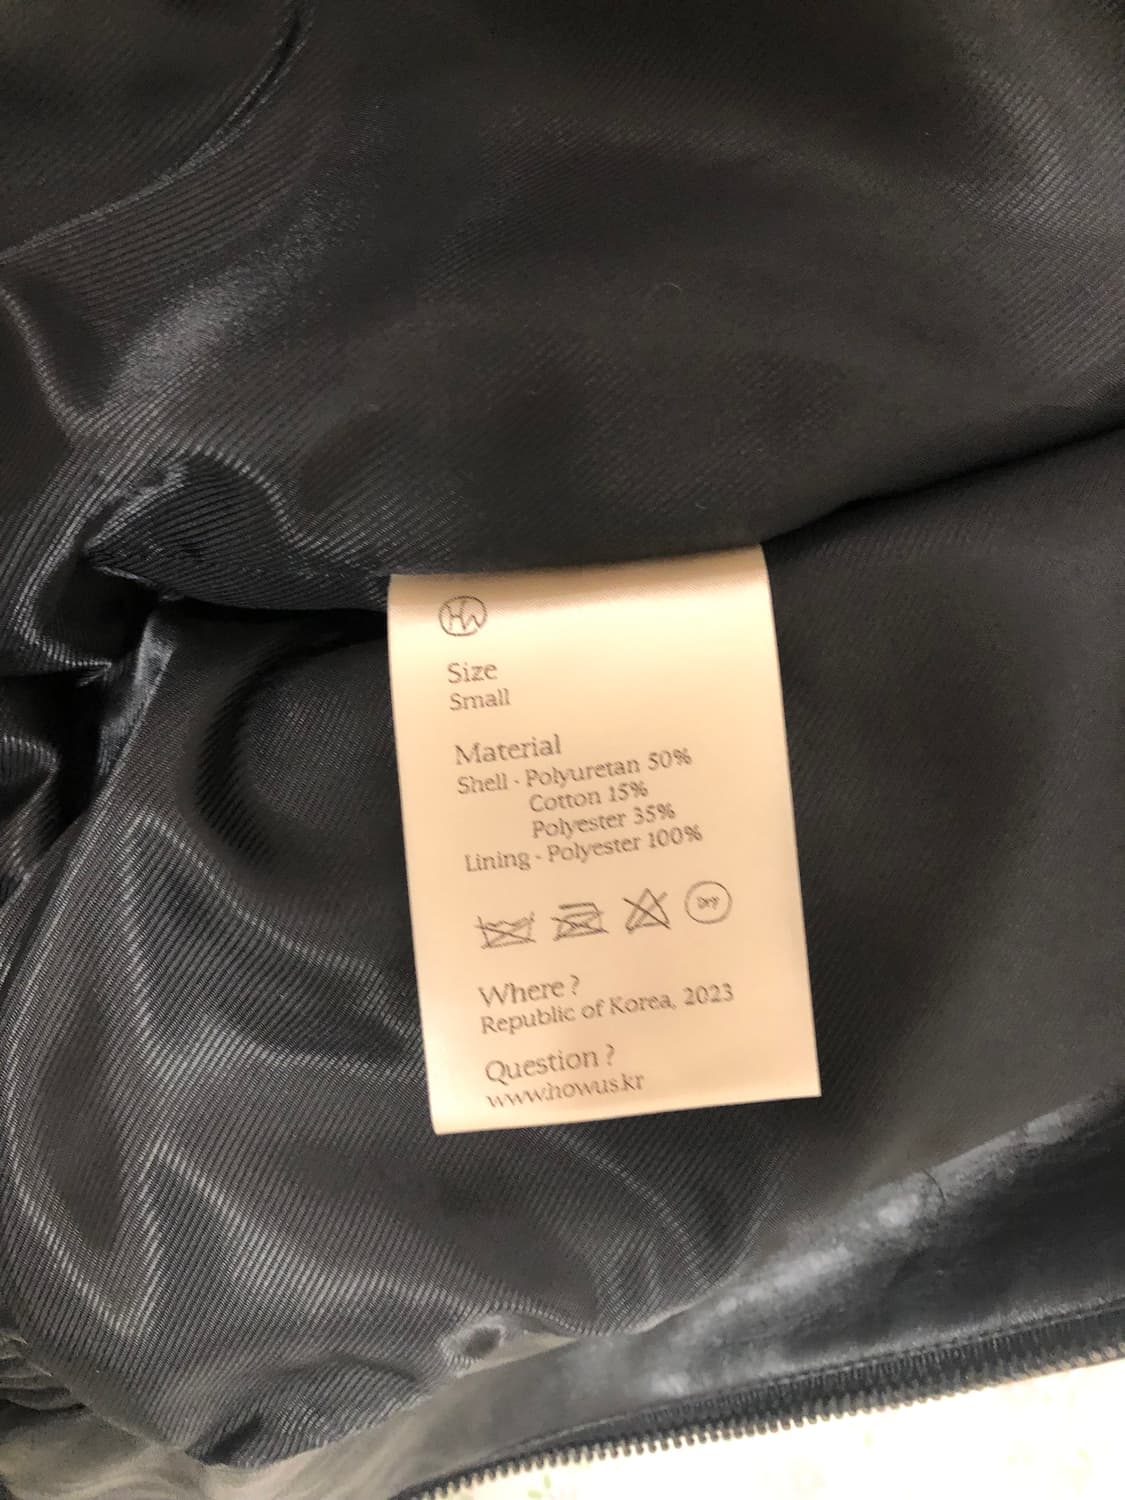 HW
Size
Small
Material
Shell - Polyuretan 50%
Cotton 15%
Polyester 35%
Lining - Polyester 100%
Dry
Where ?
Republic of Korea, 2023
Question ?
www.howus.kr